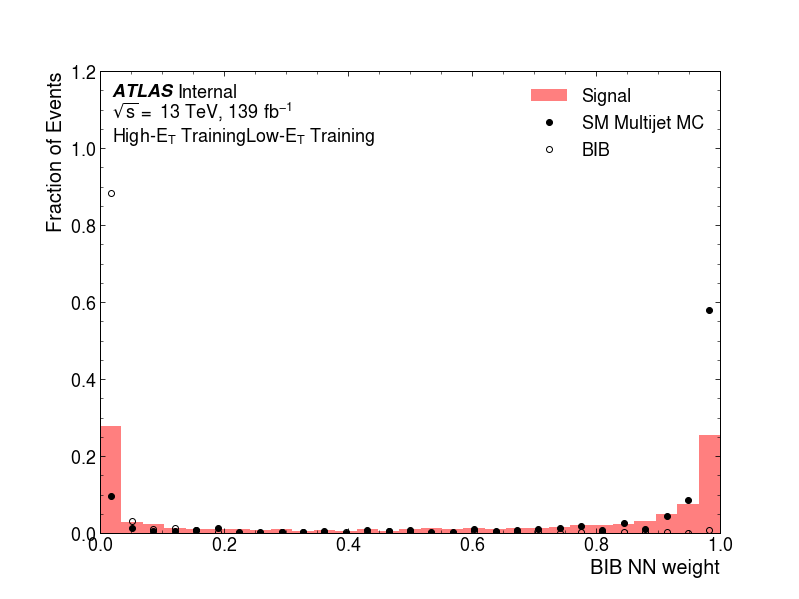 ATLAS Internal
√s = 13 TeV, 139 fb⁻¹
High-E_T TrainingLow-E_T Training
Signal
SM Multijet MC
BIB
Fraction of Events
1.2
1.0
0.8
0.6
0.4
0.2
0.0
0.0 0.2 0.4 0.6 0.8 1.0
BIB NN weight